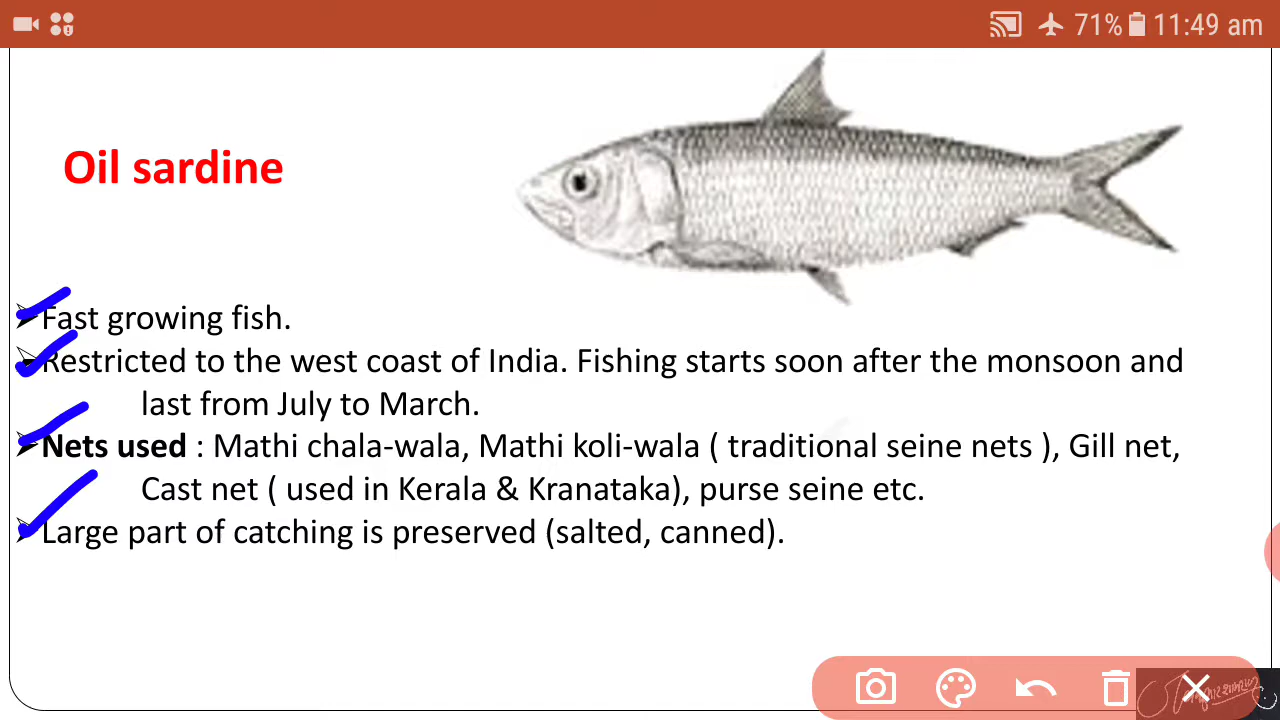 71% 11:49 am
Oil sardine
Fast growing fish.
Restricted to the west coast of India. Fishing starts soon after the monsoon and
last from July to March.
Nets used : Mathi chala-wala, Mathi koli-wala ( traditional seine nets ), Gill net,
Cast net ( used in Kerala & Kranataka), purse seine etc.
Large part of catching is preserved (salted, canned).